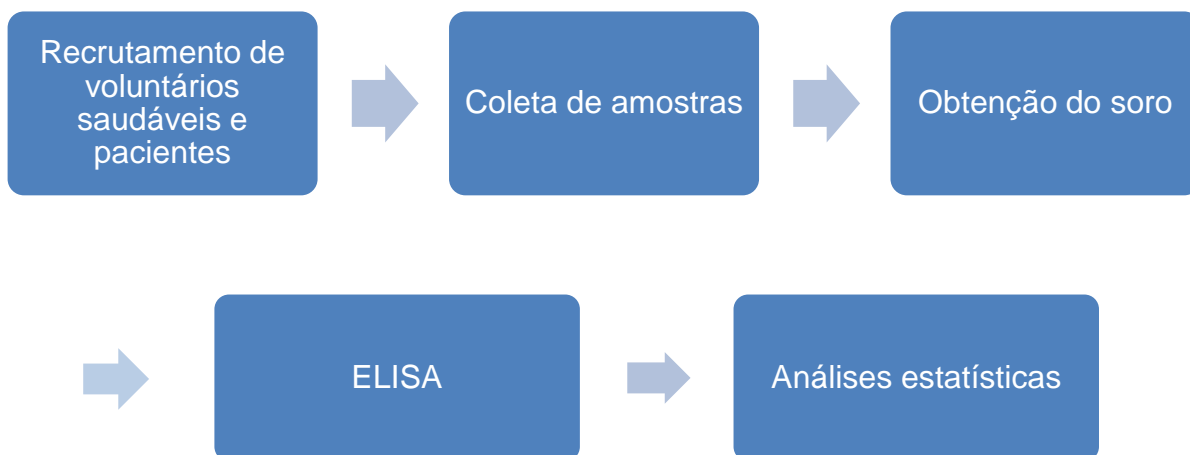 Recrutamento de
voluntários
saudáveis e
pacientes
Coleta de amostras
Obtenção do soro
ELISA
Análises estatísticas